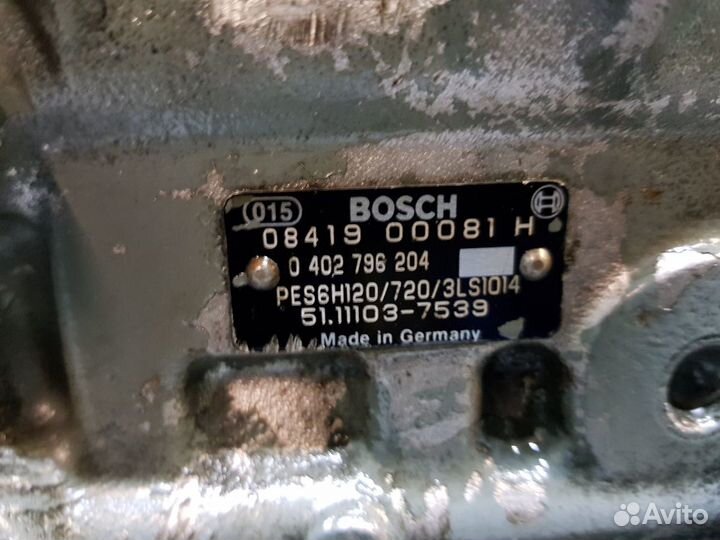 015 BOSCH
08419 00081 H
0 402 796 204
PES6H120/720/3LS1014
51.11103-7539
Made in Germany
Avito